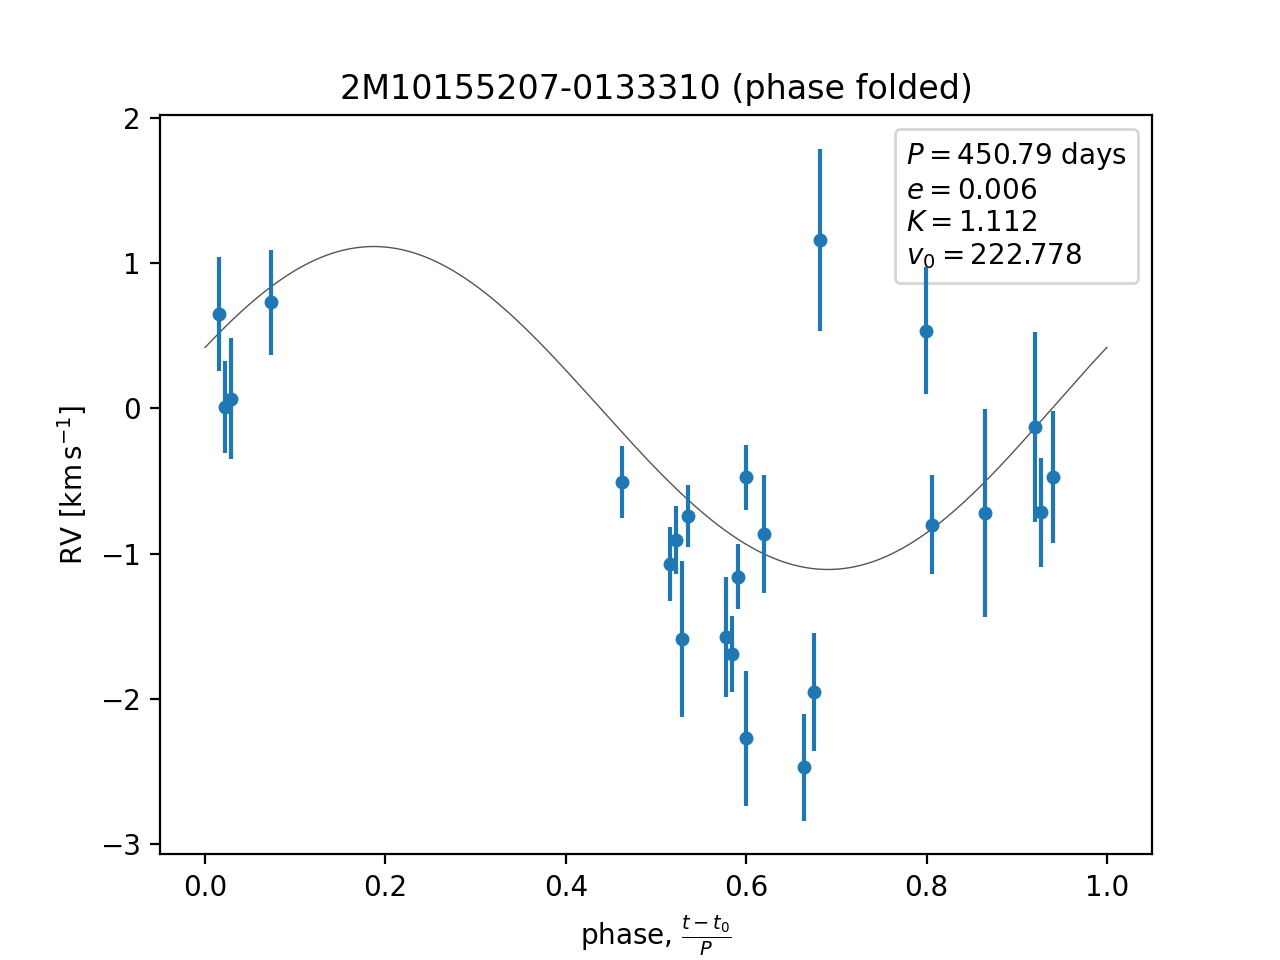 2M10155207-0133310 (phase folded)
P = 450.79 days
e = 0.006
K = 1.112
v₀ = 222.778
2
1
0
−1
−2
−3
RV [km s⁻¹]
0.0 0.2 0.4 0.6 0.8 1.0
phase, (t − t₀)/P